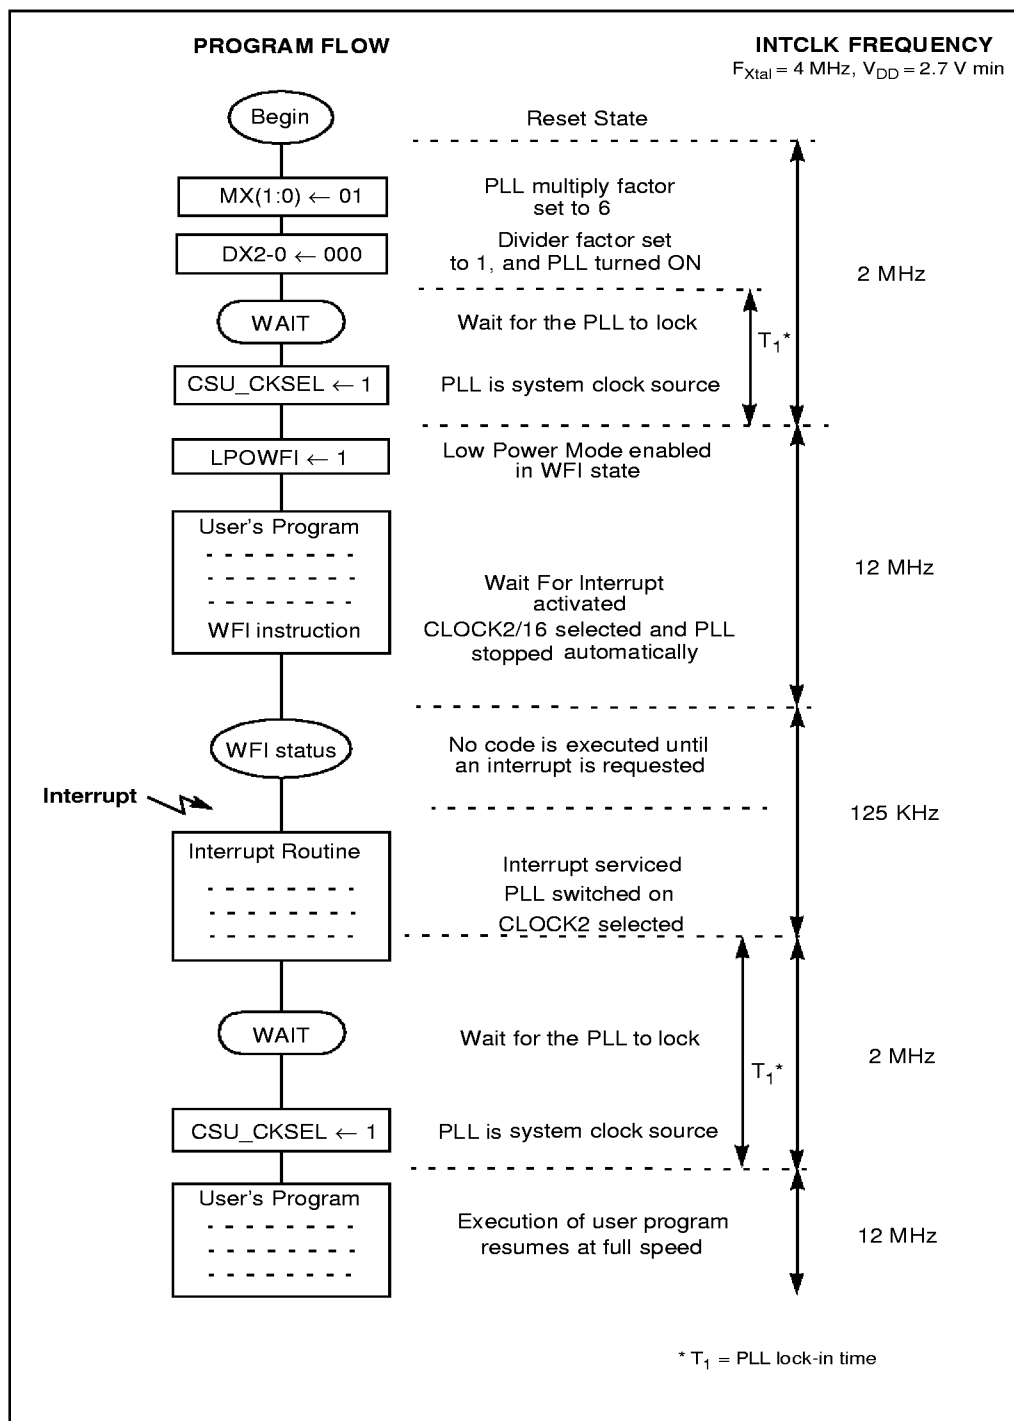 PROGRAM FLOW
INTCLK FREQUENCY
F_Xtal = 4 MHz, V_DD = 2.7 V min
Begin
Reset State
MX(1:0) ← 01
PLL multiply factor
set to 6
DX2-0 ← 000
Divider factor set
to 1, and PLL turned ON
2 MHz
WAIT
Wait for the PLL to lock
T₁*
CSU_CKSEL ← 1
PLL is system clock source
LPOWFI ← 1
Low Power Mode enabled
in WFI state
User's Program
WFI instruction
Wait For Interrupt
activated
CLOCK2/16 selected and PLL
stopped automatically
12 MHz
WFI status
No code is executed until
an interrupt is requested
Interrupt
125 KHz
Interrupt Routine
Interrupt serviced
PLL switched on
CLOCK2 selected
WAIT
Wait for the PLL to lock
T₁*
2 MHz
CSU_CKSEL ← 1
PLL is system clock source
User's Program
Execution of user program
resumes at full speed
12 MHz
* T₁ = PLL lock-in time